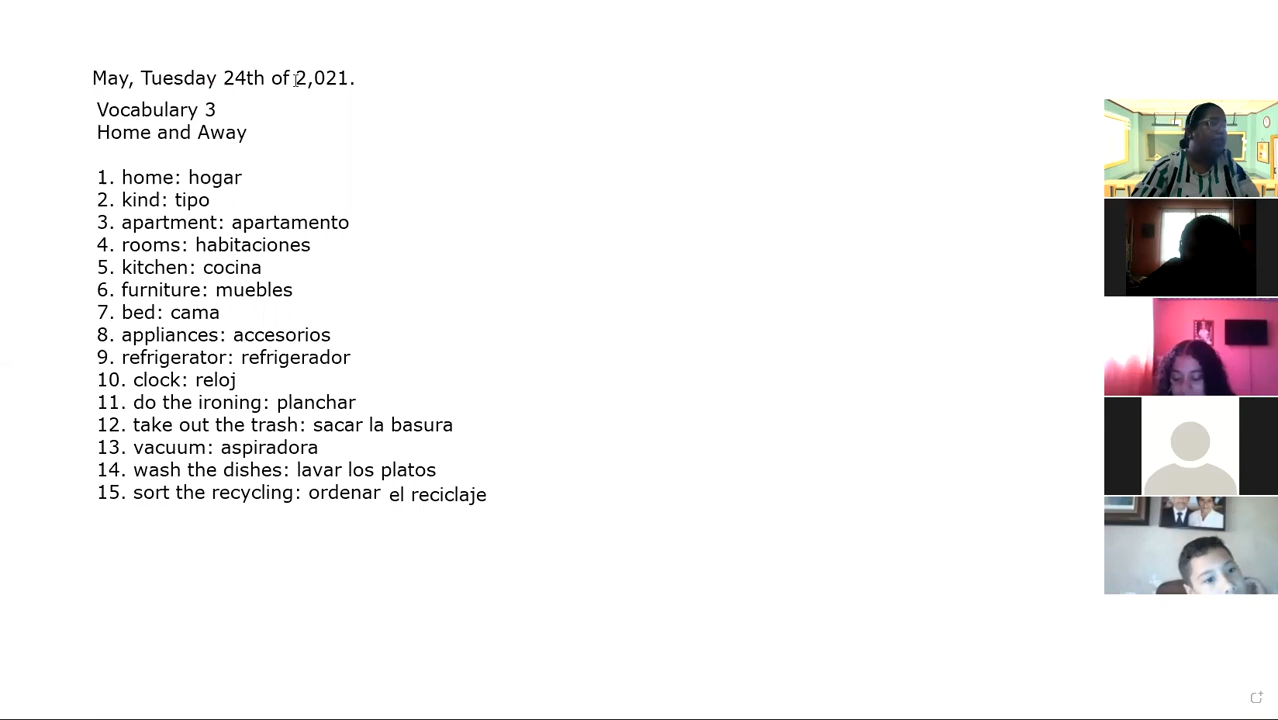 May, Tuesday 24th of 2,021.
Vocabulary 3
Home and Away
1. home: hogar
2. kind: tipo
3. apartment: apartamento
4. rooms: habitaciones
5. kitchen: cocina
6. furniture: muebles
7. bed: cama
8. appliances: accesorios
9. refrigerator: refrigerador
10. clock: reloj
11. do the ironing: planchar
12. take out the trash: sacar la basura
13. vacuum: aspiradora
14. wash the dishes: lavar los platos
15. sort the recycling: ordenar el reciclaje